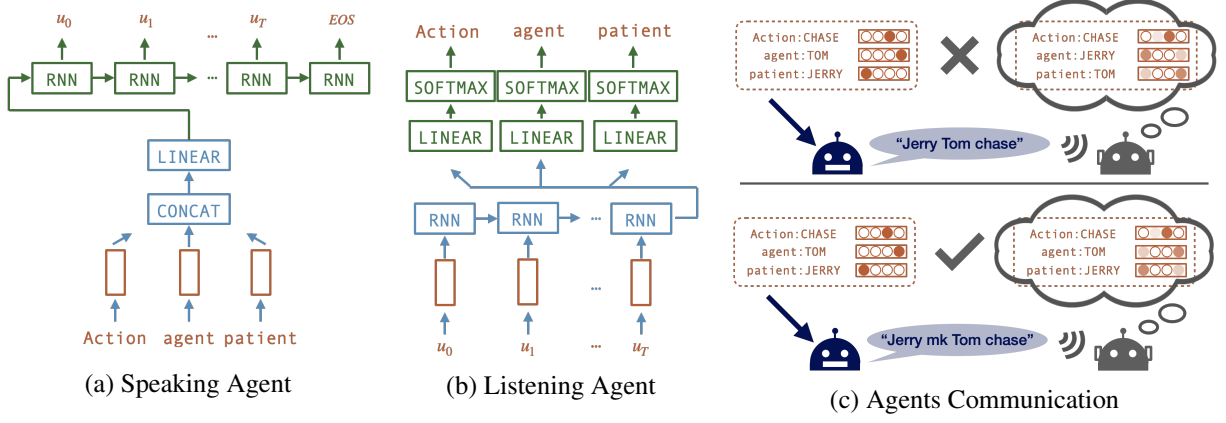 u0 u1 ... uT EOS
RNN RNN ... RNN RNN
LINEAR
CONCAT
Action agent patient
(a) Speaking Agent
Action agent patient
SOFTMAX SOFTMAX SOFTMAX
LINEAR LINEAR LINEAR
RNN RNN ... RNN
...
u0 u1 ... uT
(b) Listening Agent
Action:CHASE
agent:TOM
patient:JERRY
Action:CHASE
agent:JERRY
patient:TOM
“Jerry Tom chase”
Action:CHASE
agent:TOM
patient:JERRY
Action:CHASE
agent:TOM
patient:JERRY
“Jerry mk Tom chase”
(c) Agents Communication